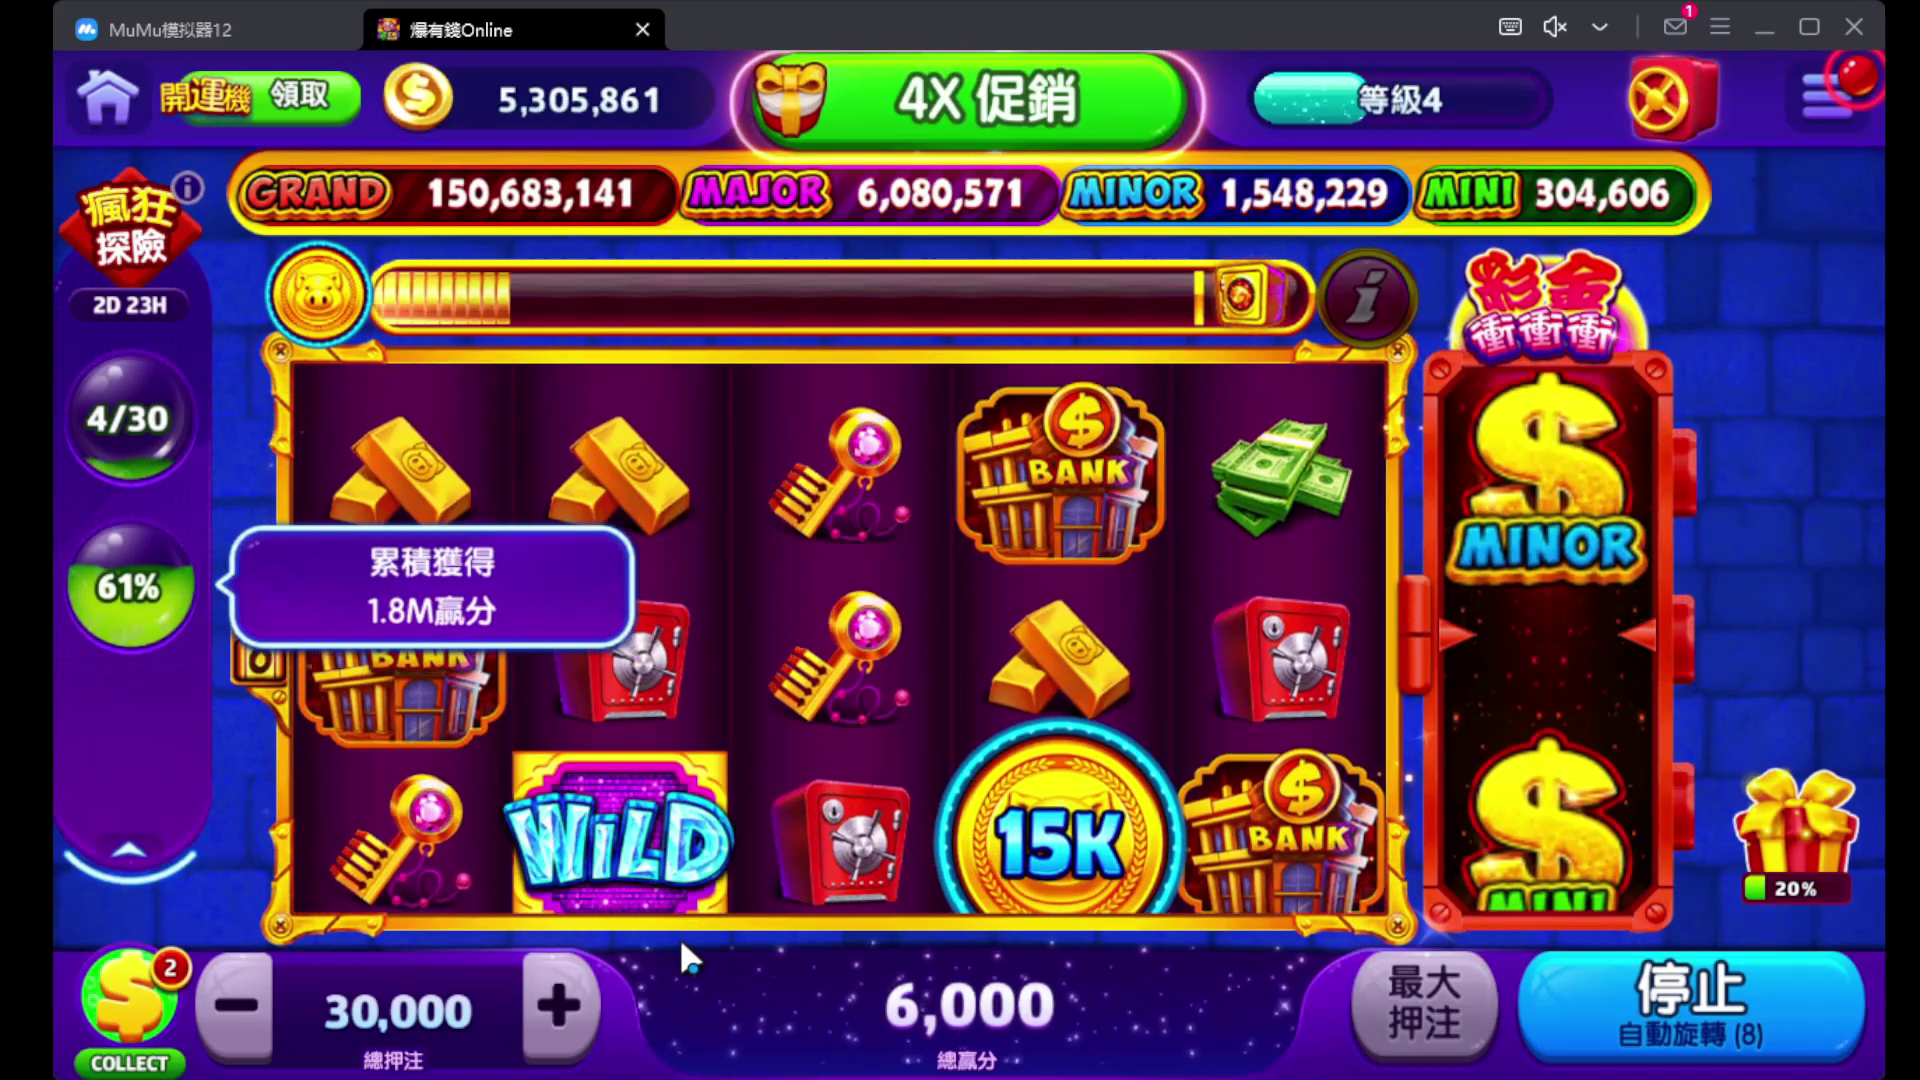 MuMu模拟器12
爆有錢Online
1
開運機 領取
5,305,861
4X 促銷
等級4
瘋狂
探險
GRAND 150,683,141
MAJOR 6,080,571
MINOR 1,548,229
MINI 304,606
2D 23H
彩金
衝衝衝
4/30
BANK
MINOR
61%
累積獲得
1.8M贏分
BANK
WILD
15K
BANK
MINI
20%
2
COLLECT
30,000
總押注
6,000
總贏分
最大
押注
停止
自動旋轉 (8)